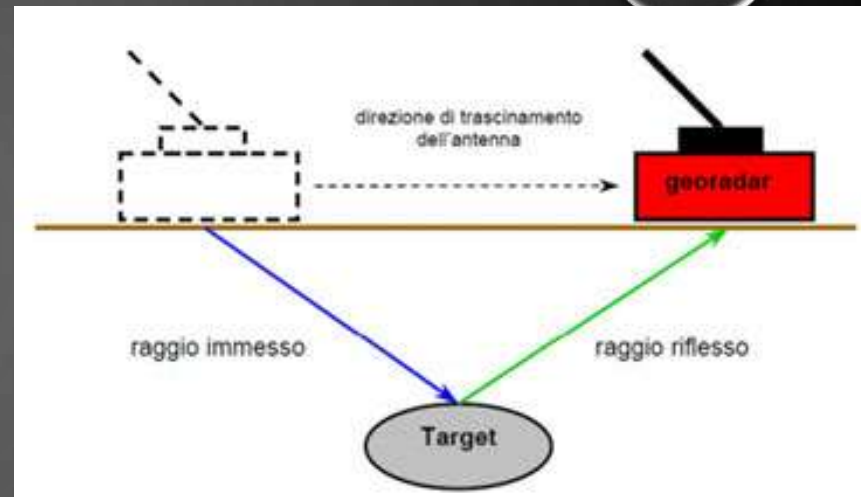 direzione di trascinamento
dell'antenna
georadar
raggio immesso
raggio riflesso
Target